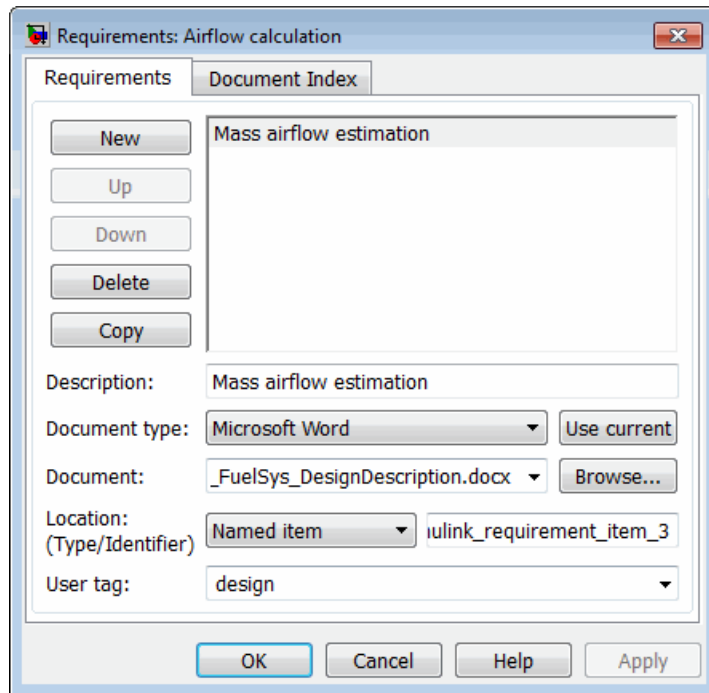 Requirements: Airflow calculation
Requirements Document Index
New
Mass airflow estimation
Up
Down
Delete
Copy
Description: Mass airflow estimation
Document type: Microsoft Word Use current
Document: _FuelSys_DesignDescription.docx Browse...
Location: (Type/Identifier) Named item ulink_requirement_item_3
User tag: design
OK Cancel Help Apply